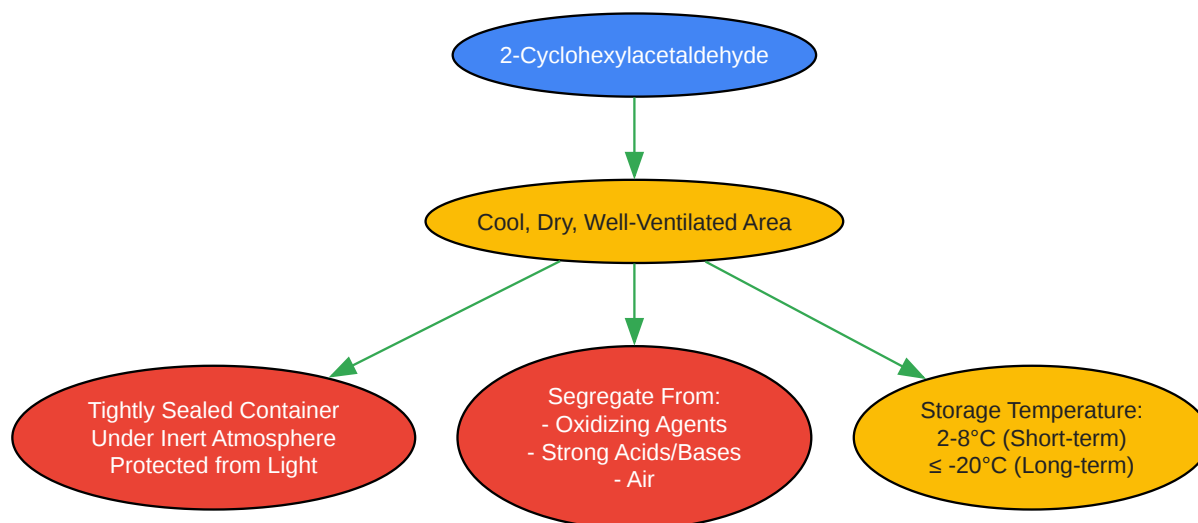 2-Cyclohexylacetaldehyde
Cool, Dry, Well-Ventilated Area
Tightly Sealed Container
Under Inert Atmosphere
Protected from Light
Segregate From:
- Oxidizing Agents
- Strong Acids/Bases
- Air
Storage Temperature:
2-8°C (Short-term)
≤ -20°C (Long-term)